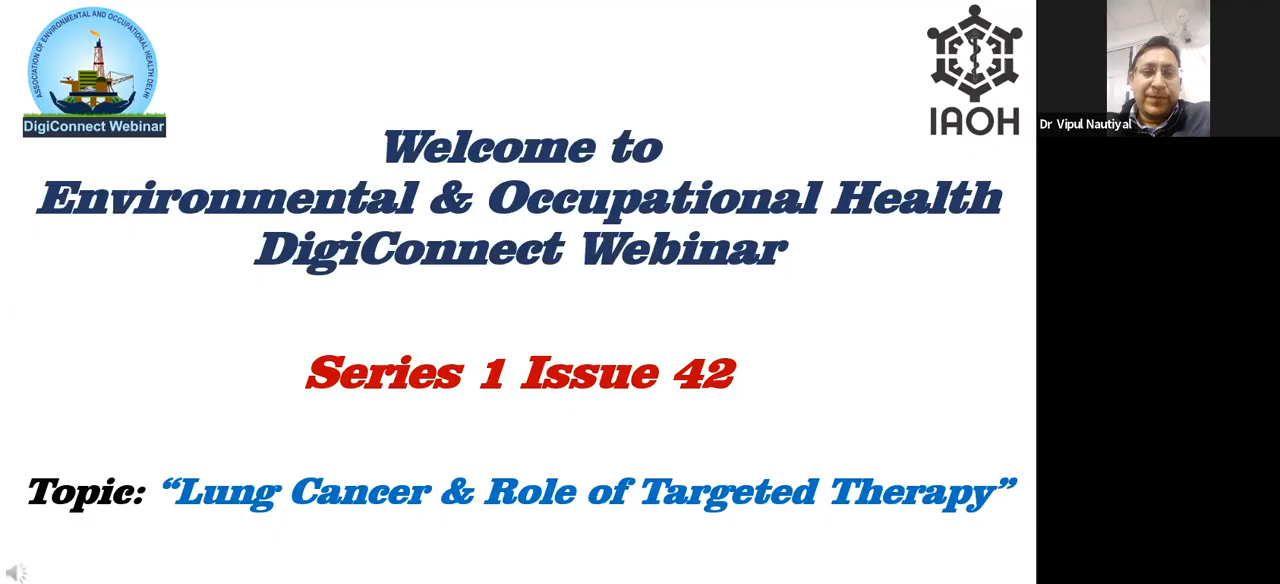 ASSOCIATION OF ENVIRONMENTAL AND OCCUPATIONAL HEALTH DELHI
DigiConnect Webinar
IAOH
Dr Vipul Nautiyal
Welcome to
Environmental & Occupational Health
DigiConnect Webinar
Series 1 Issue 42
Topic: “Lung Cancer & Role of Targeted Therapy”